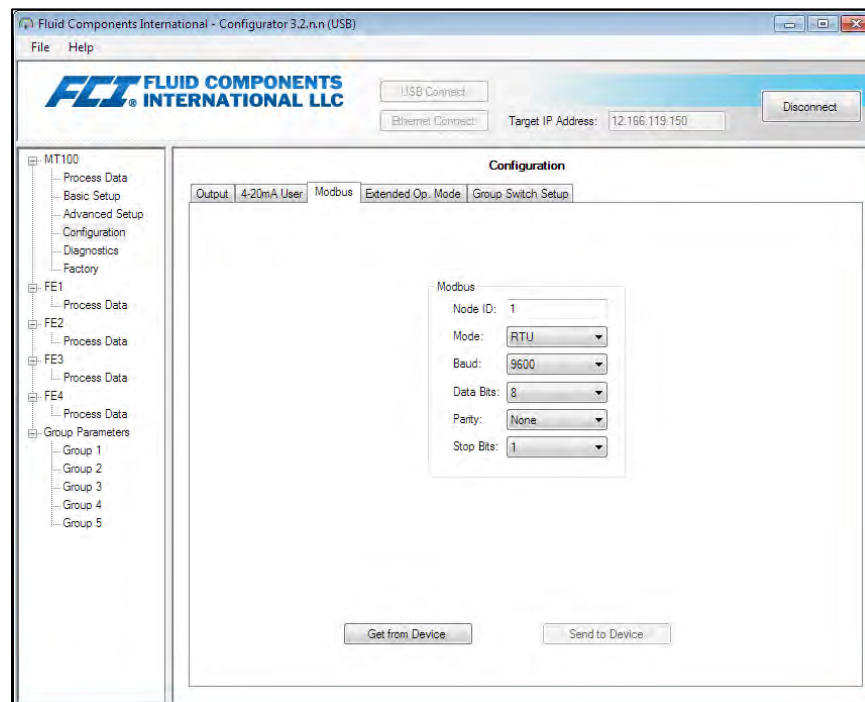 Fluid Components International - Configurator 3.2.n.n (USB)
File Help
FCI
®
FLUID COMPONENTS
INTERNATIONAL LLC
USB Connect
Ethernet Connect
Target IP Address: 12.166.119.150
Disconnect
MT100
Process Data
Basic Setup
Advanced Setup
Configuration
Diagnostics
Factory
FE1
Process Data
FE2
Process Data
FE3
Process Data
FE4
Process Data
Group Parameters
Group 1
Group 2
Group 3
Group 4
Group 5
Configuration
Output 4-20mA User Modbus Extended Op. Mode Group Switch Setup
Modbus
Node ID: 1
Mode: RTU
Baud: 9600
Data Bits: 8
Parity: None
Stop Bits: 1
Get from Device Send to Device